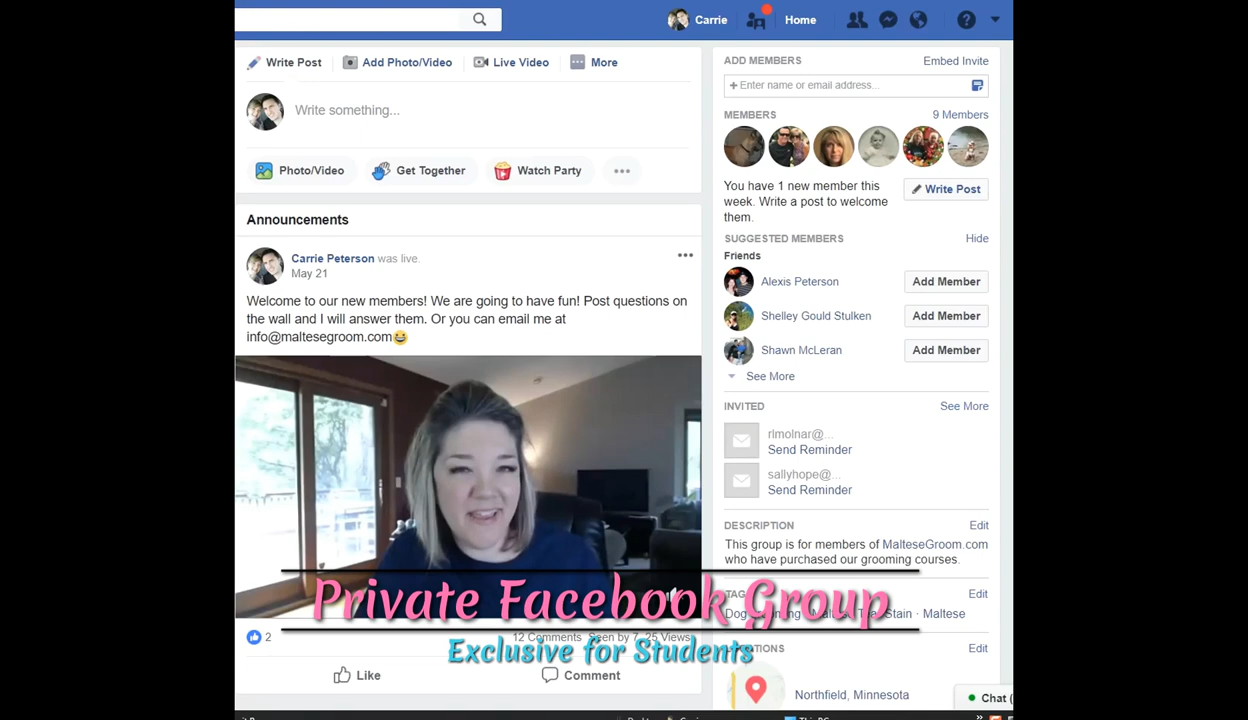 Carrie
Home
Write Post
Add Photo/Video
Live Video
More
Write something...
Photo/Video
Get Together
Watch Party
Announcements
Carrie Peterson was live.
May 21
Welcome to our new members! We are going to have fun! Post questions on
the wall and I will answer them. Or you can email me at
info@maltesegroom.com😀
Private Facebook Group
2
12 Comments Seen by 7 25 Views
Exclusive for Students
Like
Comment
ADD MEMBERS
Embed Invite
+ Enter name or email address...
MEMBERS
9 Members
You have 1 new member this
week. Write a post to welcome
them.
Write Post
SUGGESTED MEMBERS
Hide
Friends
Alexis Peterson
Add Member
Shelley Gould Stulken
Add Member
Shawn McLeran
Add Member
See More
INVITED
See More
rlmolnar@...
Send Reminder
sallyhope@...
Send Reminder
DESCRIPTION
Edit
This group is for members of MalteseGroom.com
who have purchased our grooming courses.
Edit
Stain · Maltese
Edit
Northfield, Minnesota
Chat (